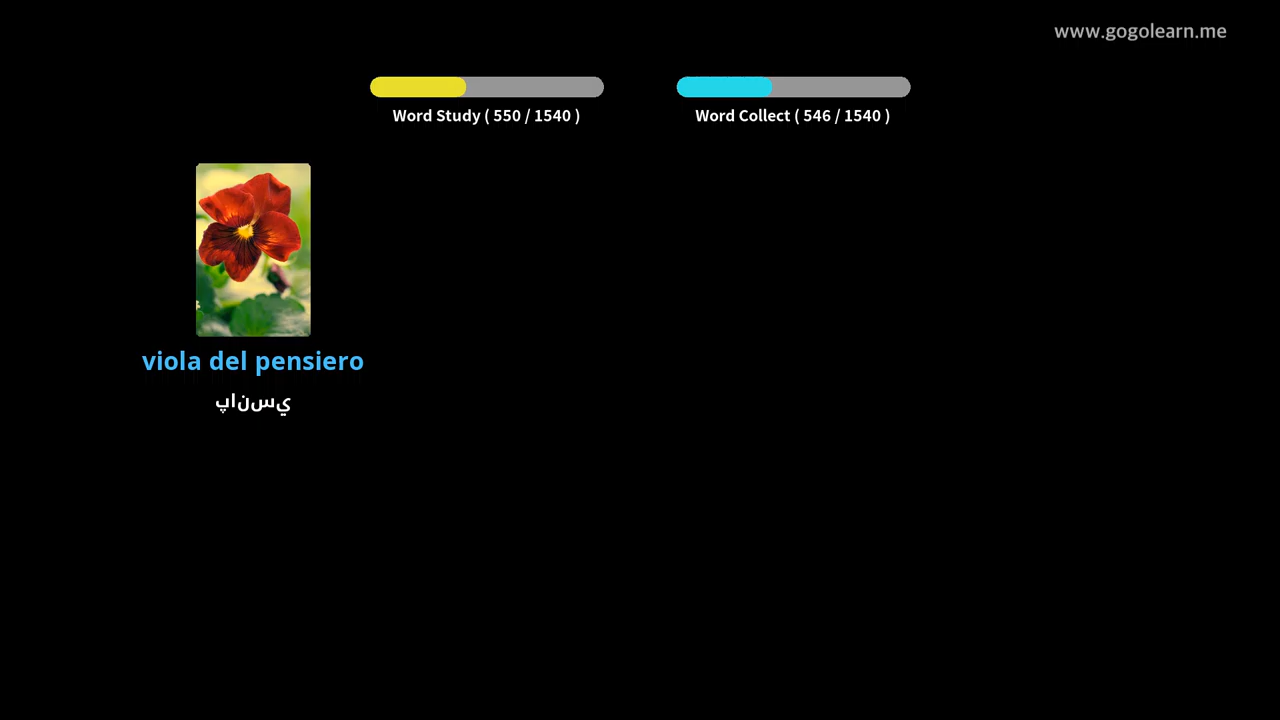 www.gogolearn.me
Word Study ( 550 / 1540 )
Word Collect ( 546 / 1540 )
viola del pensiero
پانسي